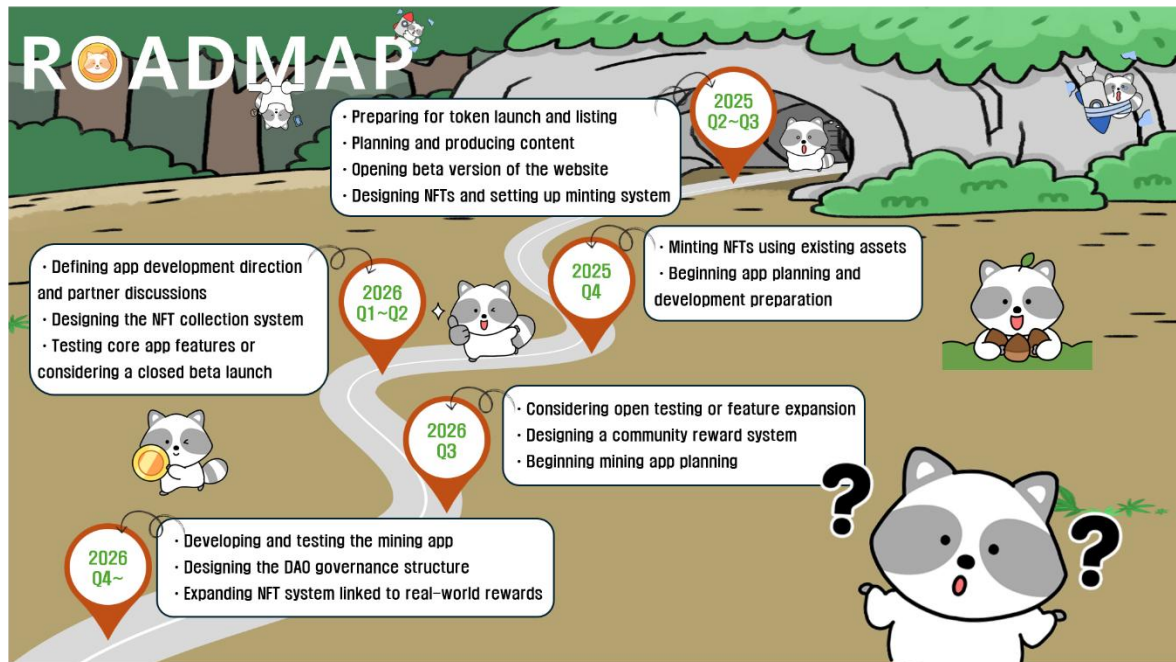 ROADMAP
2025
Q2~Q3
· Preparing for token launch and listing
· Planning and producing content
· Opening beta version of the website
· Designing NFTs and setting up minting system
2025
Q4
· Minting NFTs using existing assets
· Beginning app planning and
development preparation
2026
Q1~Q2
· Defining app development direction
and partner discussions
· Designing the NFT collection system
· Testing core app features or
considering a closed beta launch
2026
Q3
· Considering open testing or feature expansion
· Designing a community reward system
· Beginning mining app planning
2026
Q4~
· Developing and testing the mining app
· Designing the DAO governance structure
· Expanding NFT system linked to real-world rewards
? ?